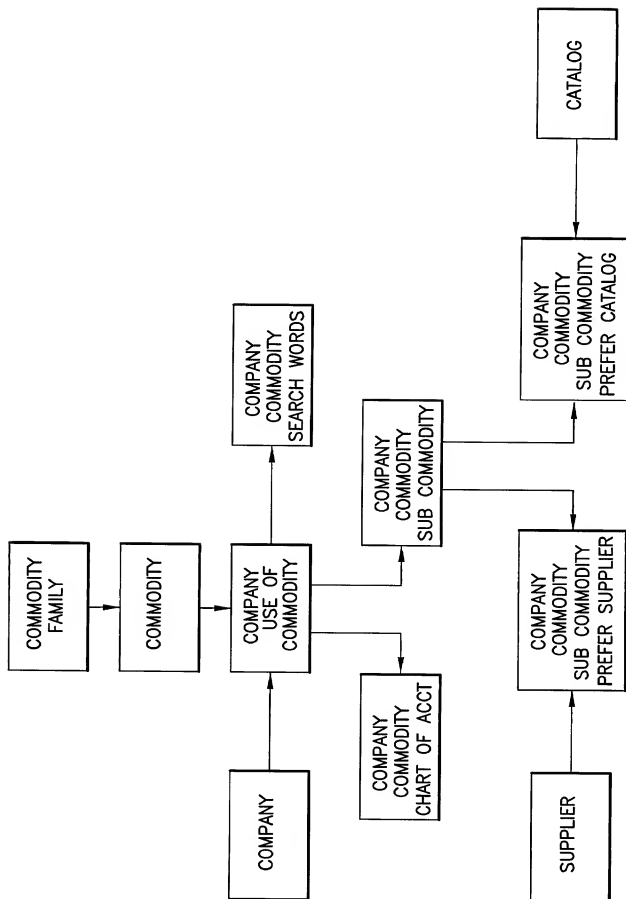 COMMODITY
FAMILY
COMMODITY
COMPANY
COMPANY
USE OF
COMMODITY
COMPANY
COMMODITY
SEARCH WORDS
COMPANY
COMMODITY
CHART OF ACCT
COMPANY
COMMODITY
SUB COMMODITY
SUPPLIER
COMPANY
COMMODITY
SUB COMMODITY
PREFER SUPPLIER
COMPANY
COMMODITY
SUB COMMODITY
PREFER CATALOG
CATALOG